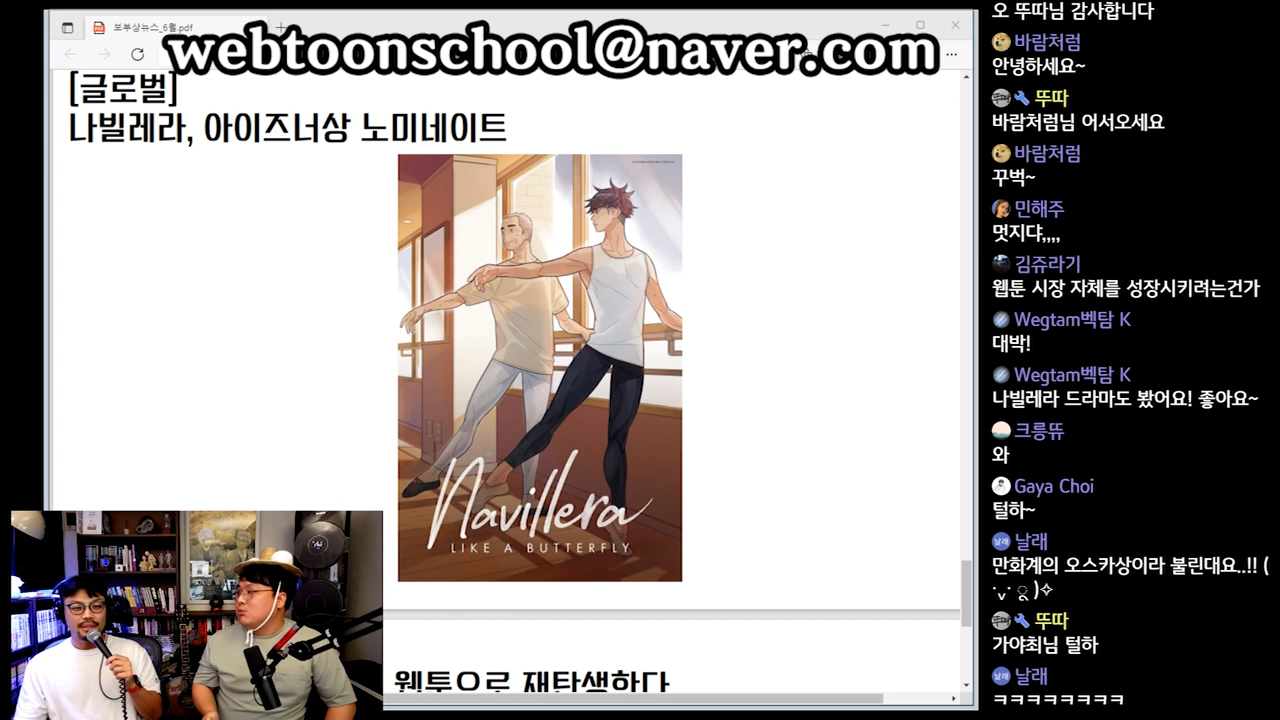 보부상뉴스_6월.pdf
webtoonschool@naver.com
[글로벌]
나빌레라, 아이즈너상 노미네이트
Navillera
LIKE A BUTTERFLY
웹툰으로 재탄생하다
오 뚜따님 감사합니다
바람처럼
안녕하세요~
뚜따
바람처럼님 어서오세요
바람처럼
꾸벅~
민해주
멋지댜,,,,
김쥬라기
웹툰 시장 자체를 성장시키려는건가
Wegtam벡탐 K
대박!
Wegtam벡탐 K
나빌레라 드라마도 봤어요! 좋아요~
크릉뜌
와
Gaya Choi
털하~
날래
만화계의 오스카상이라 불린대요..!! (
뚜따
가야최님 털하
날래
ㅋㅋㅋㅋㅋㅋㅋㅋ